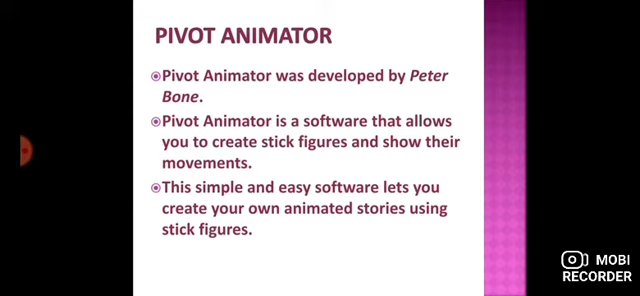 PIVOT ANIMATOR
Pivot Animator was developed by Peter
Bone.
Pivot Animator is a software that allows
you to create stick figures and show their
movements.
This simple and easy software lets you
create your own animated stories using
stick figures.
MOBI
RECORDER